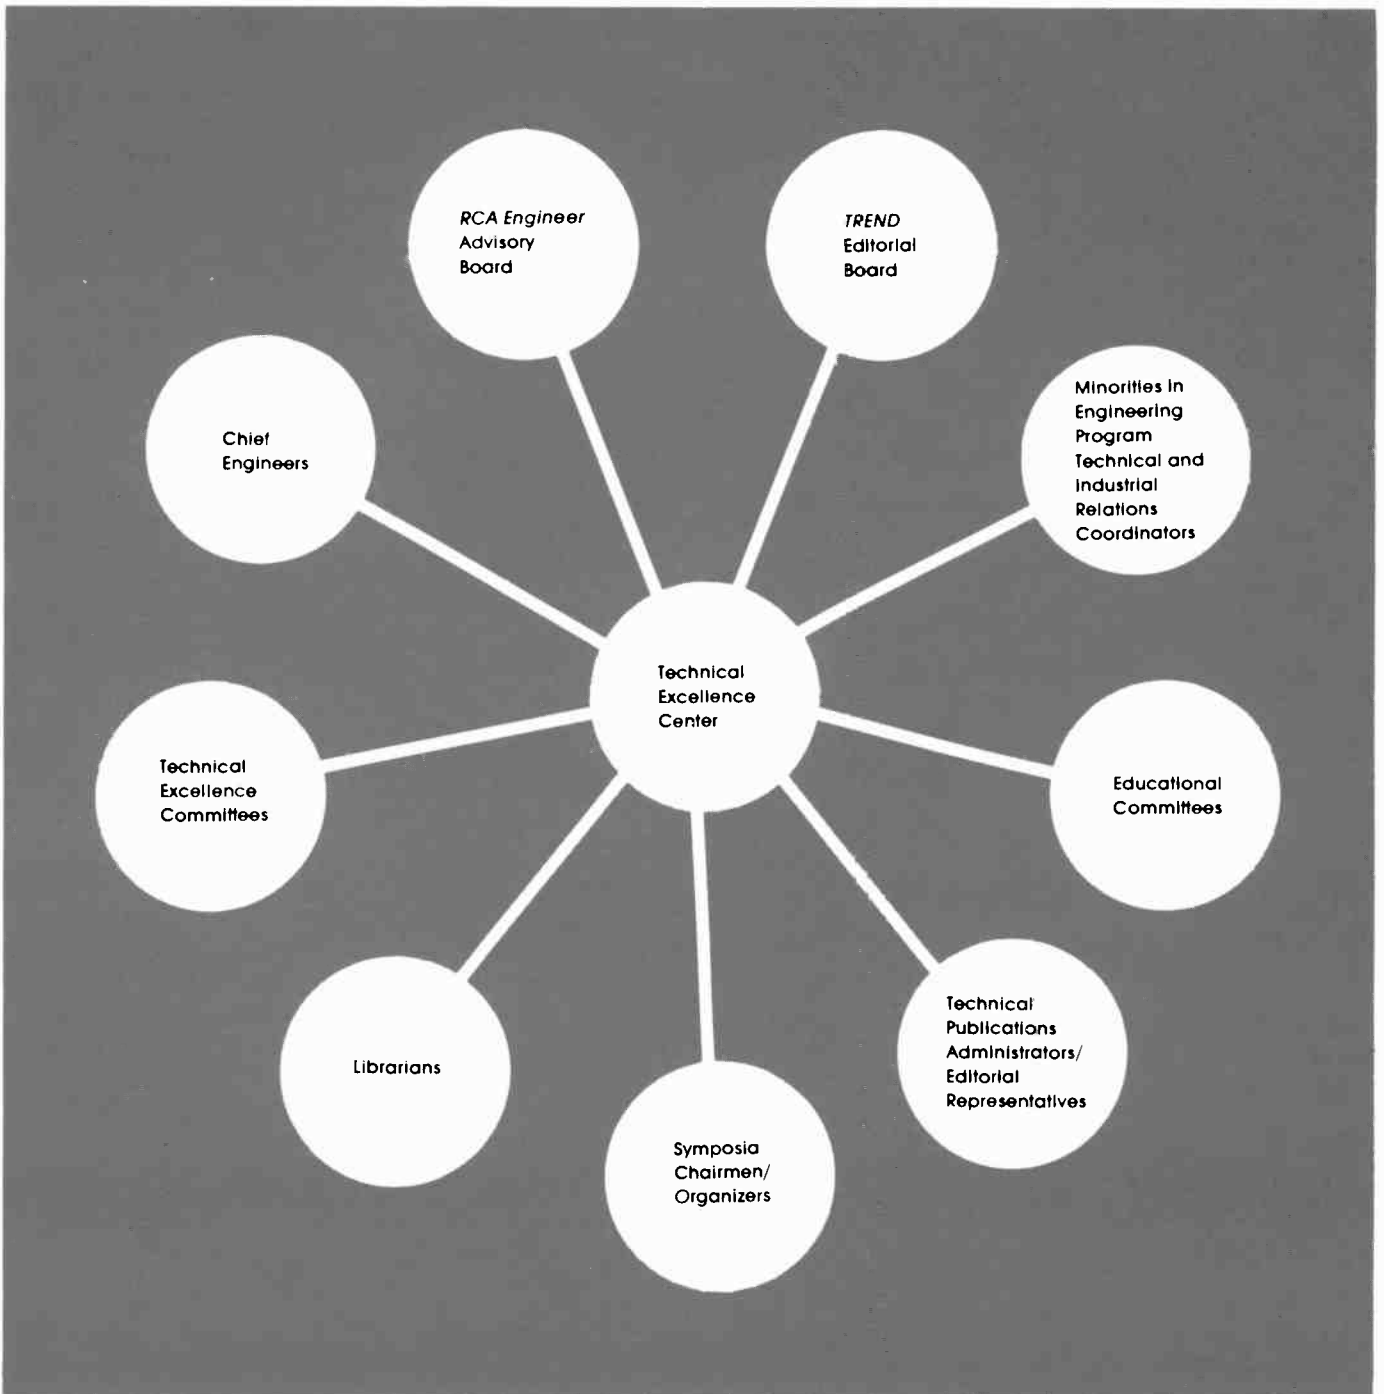 RCA Engineer
Advisory
Board
TREND
Editorial
Board
Minorities in
Engineering
Program
Technical and
Industrial
Relations
Coordinators
Chief
Engineers
Technical
Excellence
Center
Technical
Excellence
Committees
Educational
Committees
Technical
Publications
Administrators/
Editorial
Representatives
Librarians
Symposia
Chairmen/
Organizers